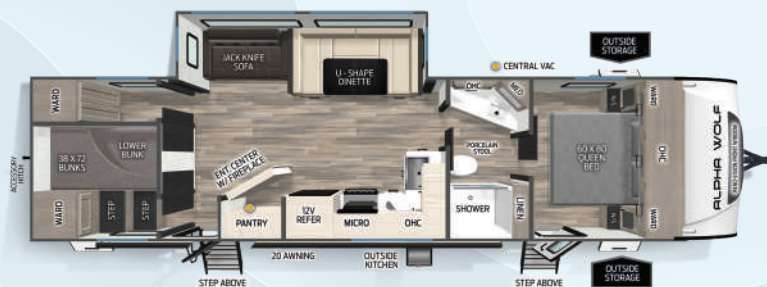 OUTSIDE
STORAGE
CENTRAL VAC
JACK KNIFE
SOFA
U - SHAPE
DINETTE
OHC
MED
WARD
S/N
WARD
38 X 72
BUNKS
LOWER
BUNK
ACCESSORY
HITCH
ENT. CENTER
W/ FIREPLACE
PORCELAIN
STOOL
60 X 80
QUEEN
BED
OHC
ALPHA WOLF
WARD
STEP
STEP
PANTRY
12V
REFER
MICRO
OHC
SHOWER
LINEN
S/N
WARD
20 AWNING
OUTSIDE
KITCHEN
STEP ABOVE
STEP ABOVE
OUTSIDE
STORAGE